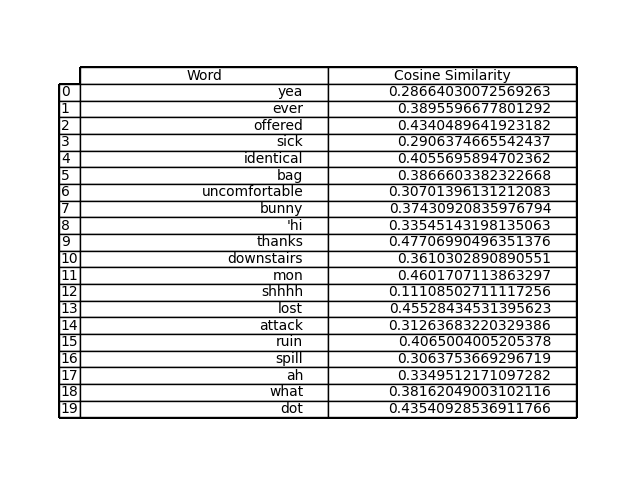 Word Cosine Similarity
0 yea 0.28664030072569263
1 ever 0.3895596677801292
2 offered 0.4340489641923182
3 sick 0.2906374665542437
4 identical 0.4055695894702362
5 bag 0.3866603382322668
6 uncomfortable 0.30701396131212083
7 bunny 0.37430920835976794
8 'hi 0.33545143198135063
9 thanks 0.47706990496351376
10 downstairs 0.3610302890890551
11 mon 0.4601707113863297
12 shhhh 0.11108502711117256
13 lost 0.45528434531395623
14 attack 0.31263683220329386
15 ruin 0.4065004005205378
16 spill 0.3063753669296719
17 ah 0.3349512171097282
18 what 0.38162049003102116
19 dot 0.43540928536911766